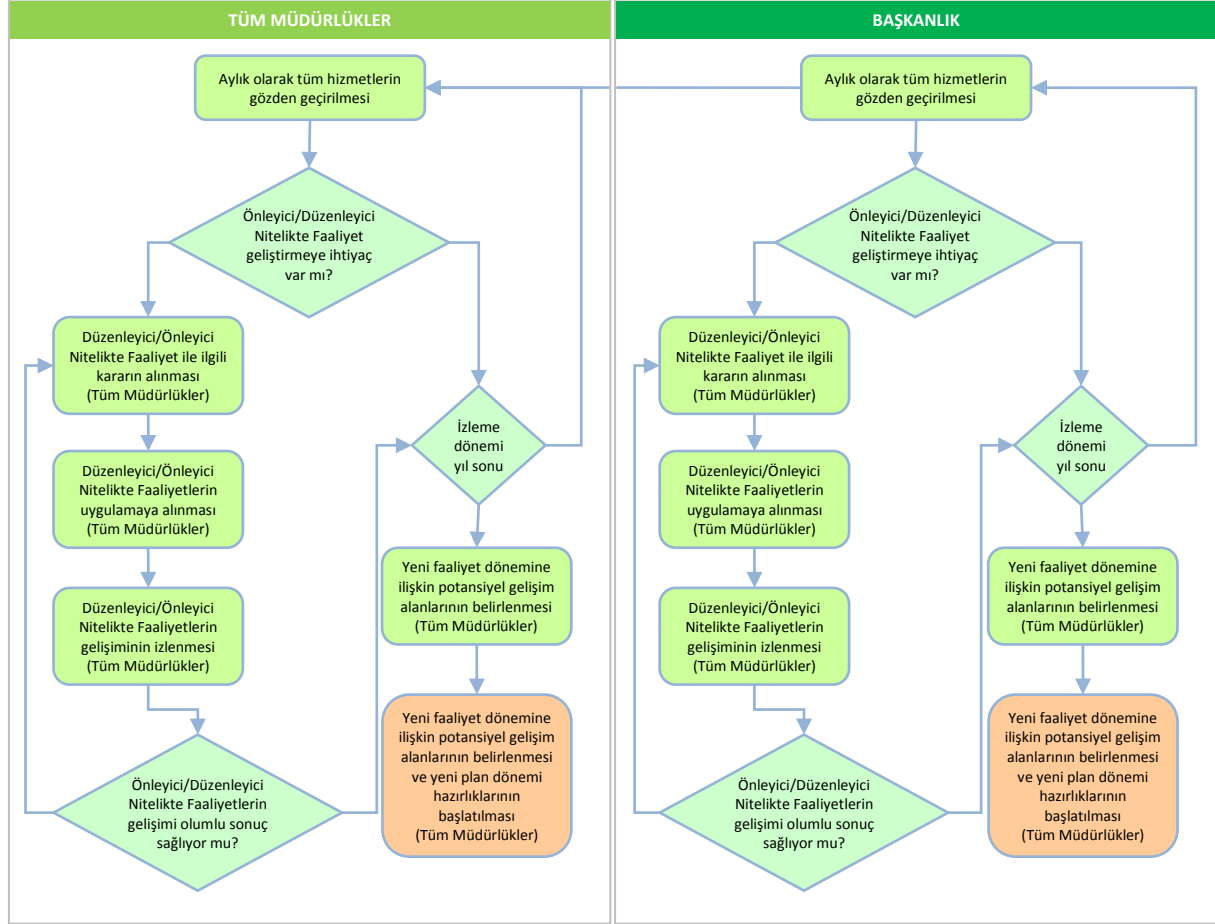 TÜM MÜDÜRLÜKLER
Aylık olarak tüm hizmetlerin
gözden geçirilmesi
Önleyici/Düzenleyici
Nitelikte Faaliyet
geliştirmeye ihtiyaç
var mı?
Düzenleyici/Önleyici
Nitelikte Faaliyet ile ilgili
kararın alınması
(Tüm Müdürlükler)
Düzenleyici/Önleyici
Nitelikte Faaliyetlerin
uygulamaya alınması
(Tüm Müdürlükler)
Düzenleyici/Önleyici
Nitelikte Faaliyetlerin
gelişiminin izlenmesi
(Tüm Müdürlükler)
Önleyici/Düzenleyici
Nitelikte Faaliyetlerin
gelişimi olumlu sonuç
sağlıyor mu?
İzleme
dönemi
yıl sonu
Yeni faaliyet dönemine
ilişkin potansiyel gelişim
alanlarının belirlenmesi
(Tüm Müdürlükler)
Yeni faaliyet dönemine
ilişkin potansiyel gelişim
alanlarının belirlenmesi
ve yeni plan dönemi
hazırlıklarının
başlatılması
(Tüm Müdürlükler)
BAŞKANLIK
Aylık olarak tüm hizmetlerin
gözden geçirilmesi
Önleyici/Düzenleyici
Nitelikte Faaliyet
geliştirmeye ihtiyaç
var mı?
Düzenleyici/Önleyici
Nitelikte Faaliyet ile ilgili
kararın alınması
(Tüm Müdürlükler)
Düzenleyici/Önleyici
Nitelikte Faaliyetlerin
uygulamaya alınması
(Tüm Müdürlükler)
Düzenleyici/Önleyici
Nitelikte Faaliyetlerin
gelişiminin izlenmesi
(Tüm Müdürlükler)
Önleyici/Düzenleyici
Nitelikte Faaliyetlerin
gelişimi olumlu sonuç
sağlıyor mu?
İzleme
dönemi
yıl sonu
Yeni faaliyet dönemine
ilişkin potansiyel gelişim
alanlarının belirlenmesi
(Tüm Müdürlükler)
Yeni faaliyet dönemine
ilişkin potansiyel gelişim
alanlarının belirlenmesi
ve yeni plan dönemi
hazırlıklarının
başlatılması
(Tüm Müdürlükler)